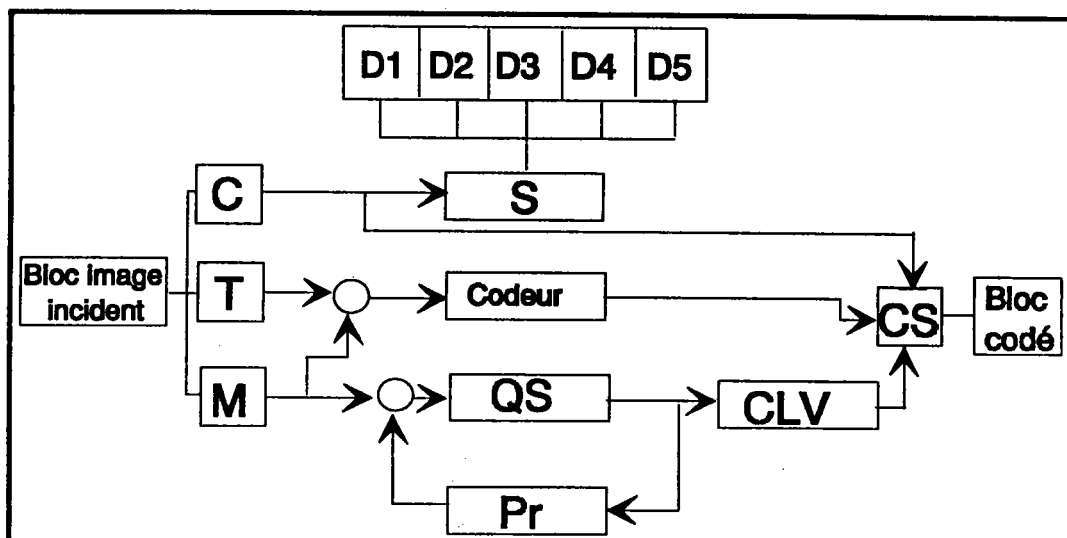 D1 D2 D3 D4 D5
C
S
Bloc image
incident
T
Codeur
CS
Bloc
codé
M
QS
CLV
Pr